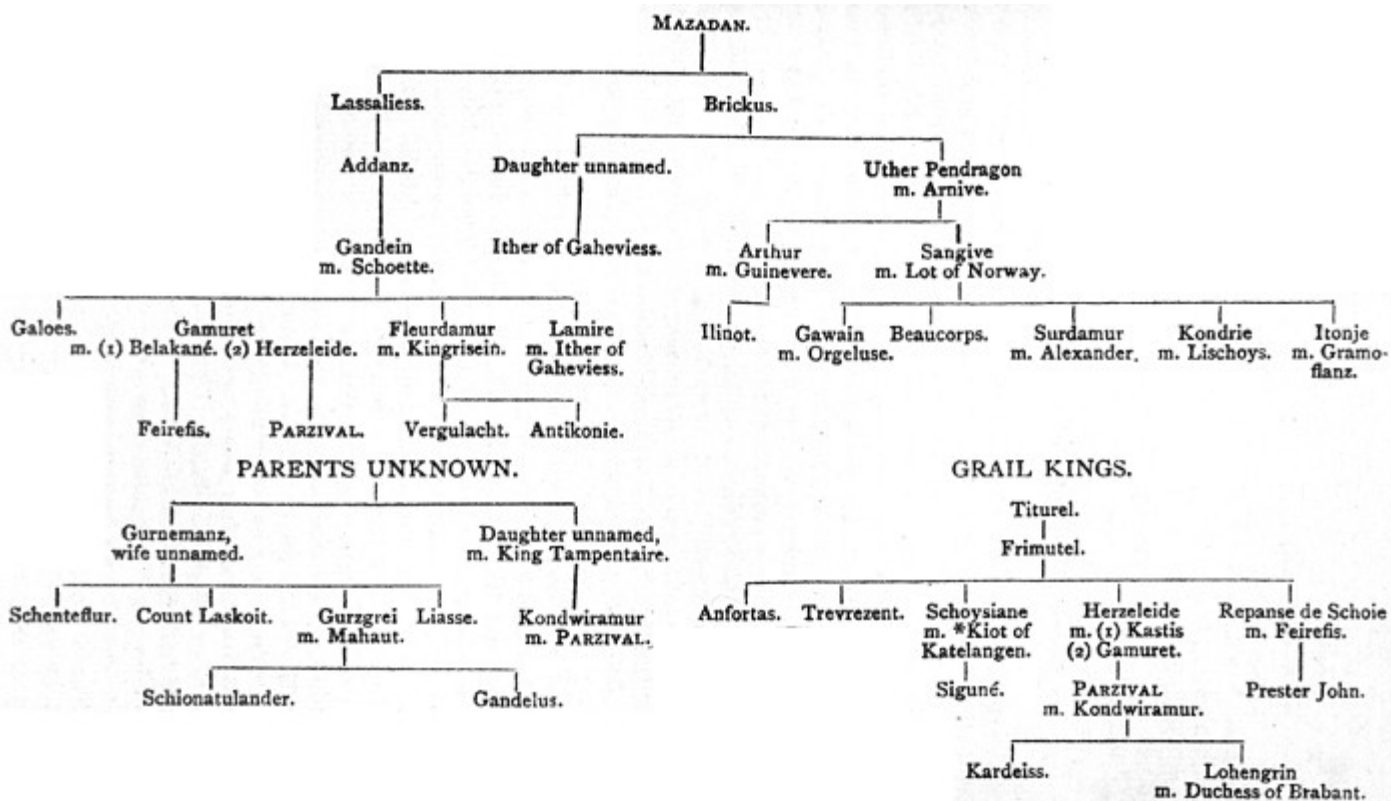 MAZADAN.
Lassaliess. Brickus.
Addanz. Daughter unnamed. Uther Pendragon
m. Arnive.
Gandein Ither of Gaheviess. Arthur Sangive
m. Schoette. m. Guinevere. m. Lot of Norway.
Galoes. Gamuret Fleurdamur Lamire Ilinot. Gawain Beaucorps. Surdamur Kondrie Itonje
m. (1) Belakané. (2) Herzeleide. m. Kingrisein. m. Ither of m. Orgeluse. m. Alexander. m. Lischoys. m. Gramo-
Gaheviess. flanz.
Feirefis. PARZIVAL. Vergulacht. Antikonie.
PARENTS UNKNOWN.
Gurnemanz, Daughter unnamed,
wife unnamed. m. King Tampentaire.
Schenteflur. Count Laskoit. Gurzgrei Liasse. Kondwiramur
m. Mahaut. m. PARZIVAL.
Schionatulander. Gandelus.
GRAIL KINGS.
Titurel.
Frimutel.
Anfortas. Trevrezent. Schoysiane Herzeleide Repanse de Schoie
m. *Kiot of m. (1) Kastis m. Feirefis.
Katelangen. (2) Gamuret.
Siguné. PARZIVAL Prester John.
m. Kondwiramur.
Kardeiss. Lohengrin
m. Duchess of Brabant.